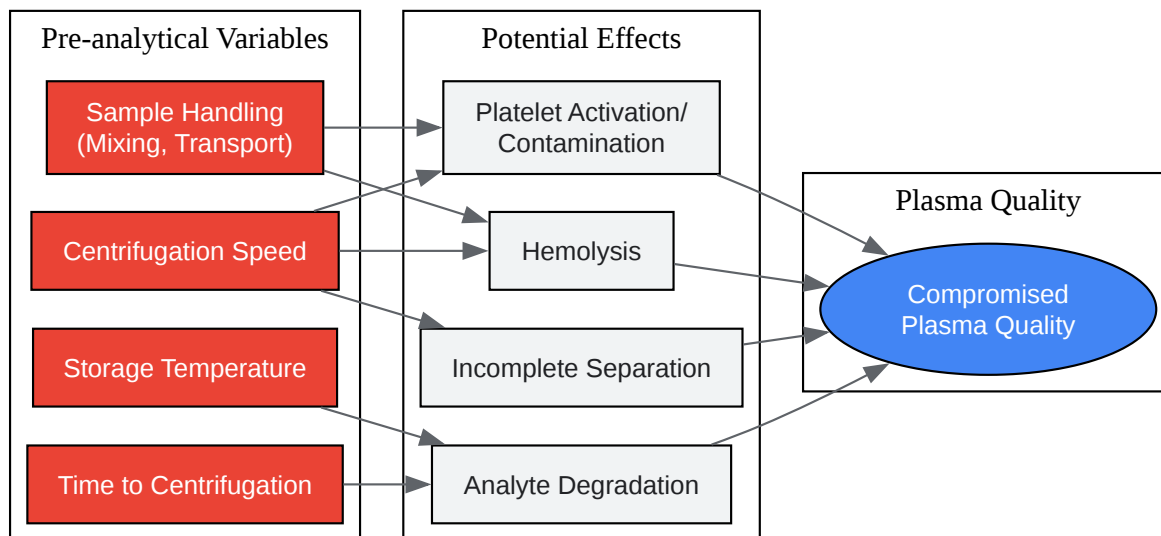 Pre-analytical Variables
Sample Handling
(Mixing, Transport)
Centrifugation Speed
Storage Temperature
Time to Centrifugation
Potential Effects
Platelet Activation/
Contamination
Hemolysis
Incomplete Separation
Analyte Degradation
Plasma Quality
Compromised
Plasma Quality